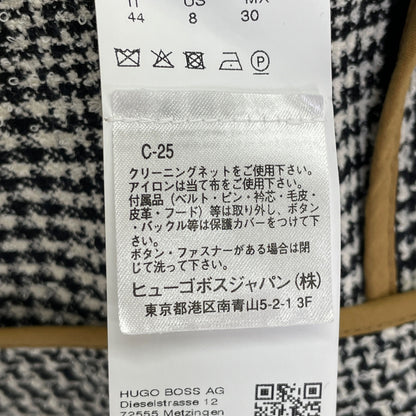 IT US MX
44 8 30
C-25
クリーニングネットをご使用下さい。
アイロンは当て布をご使用下さい。
付属品（ベルト・ピン・衿芯・毛皮・
皮革・フード）等は取り外し、ボタン
・バックル等は保護カバーをつけて下
さい。
ボタン・ファスナーがある場合は閉
じて洗って下さい。
ヒューゴボスジャパン（株）
東京都港区南青山5-2-1 3F
HUGO BOSS AG
Dieselstrasse 12
72555 Metzingen